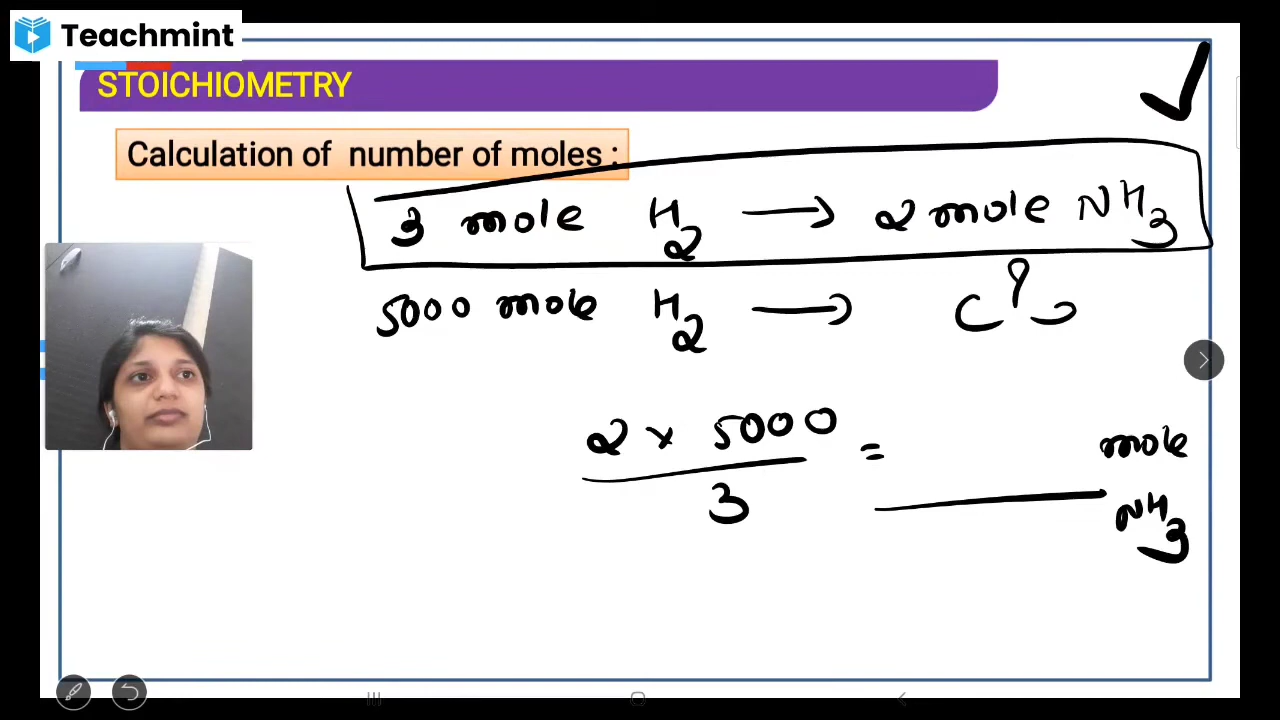 Teachmint
STOICHIOMETRY
Calculation of number of moles :
3 mole H2 → 2 mole NH3
5000 mole H2 → (?)
2 × 5000
3
= mole
NH3